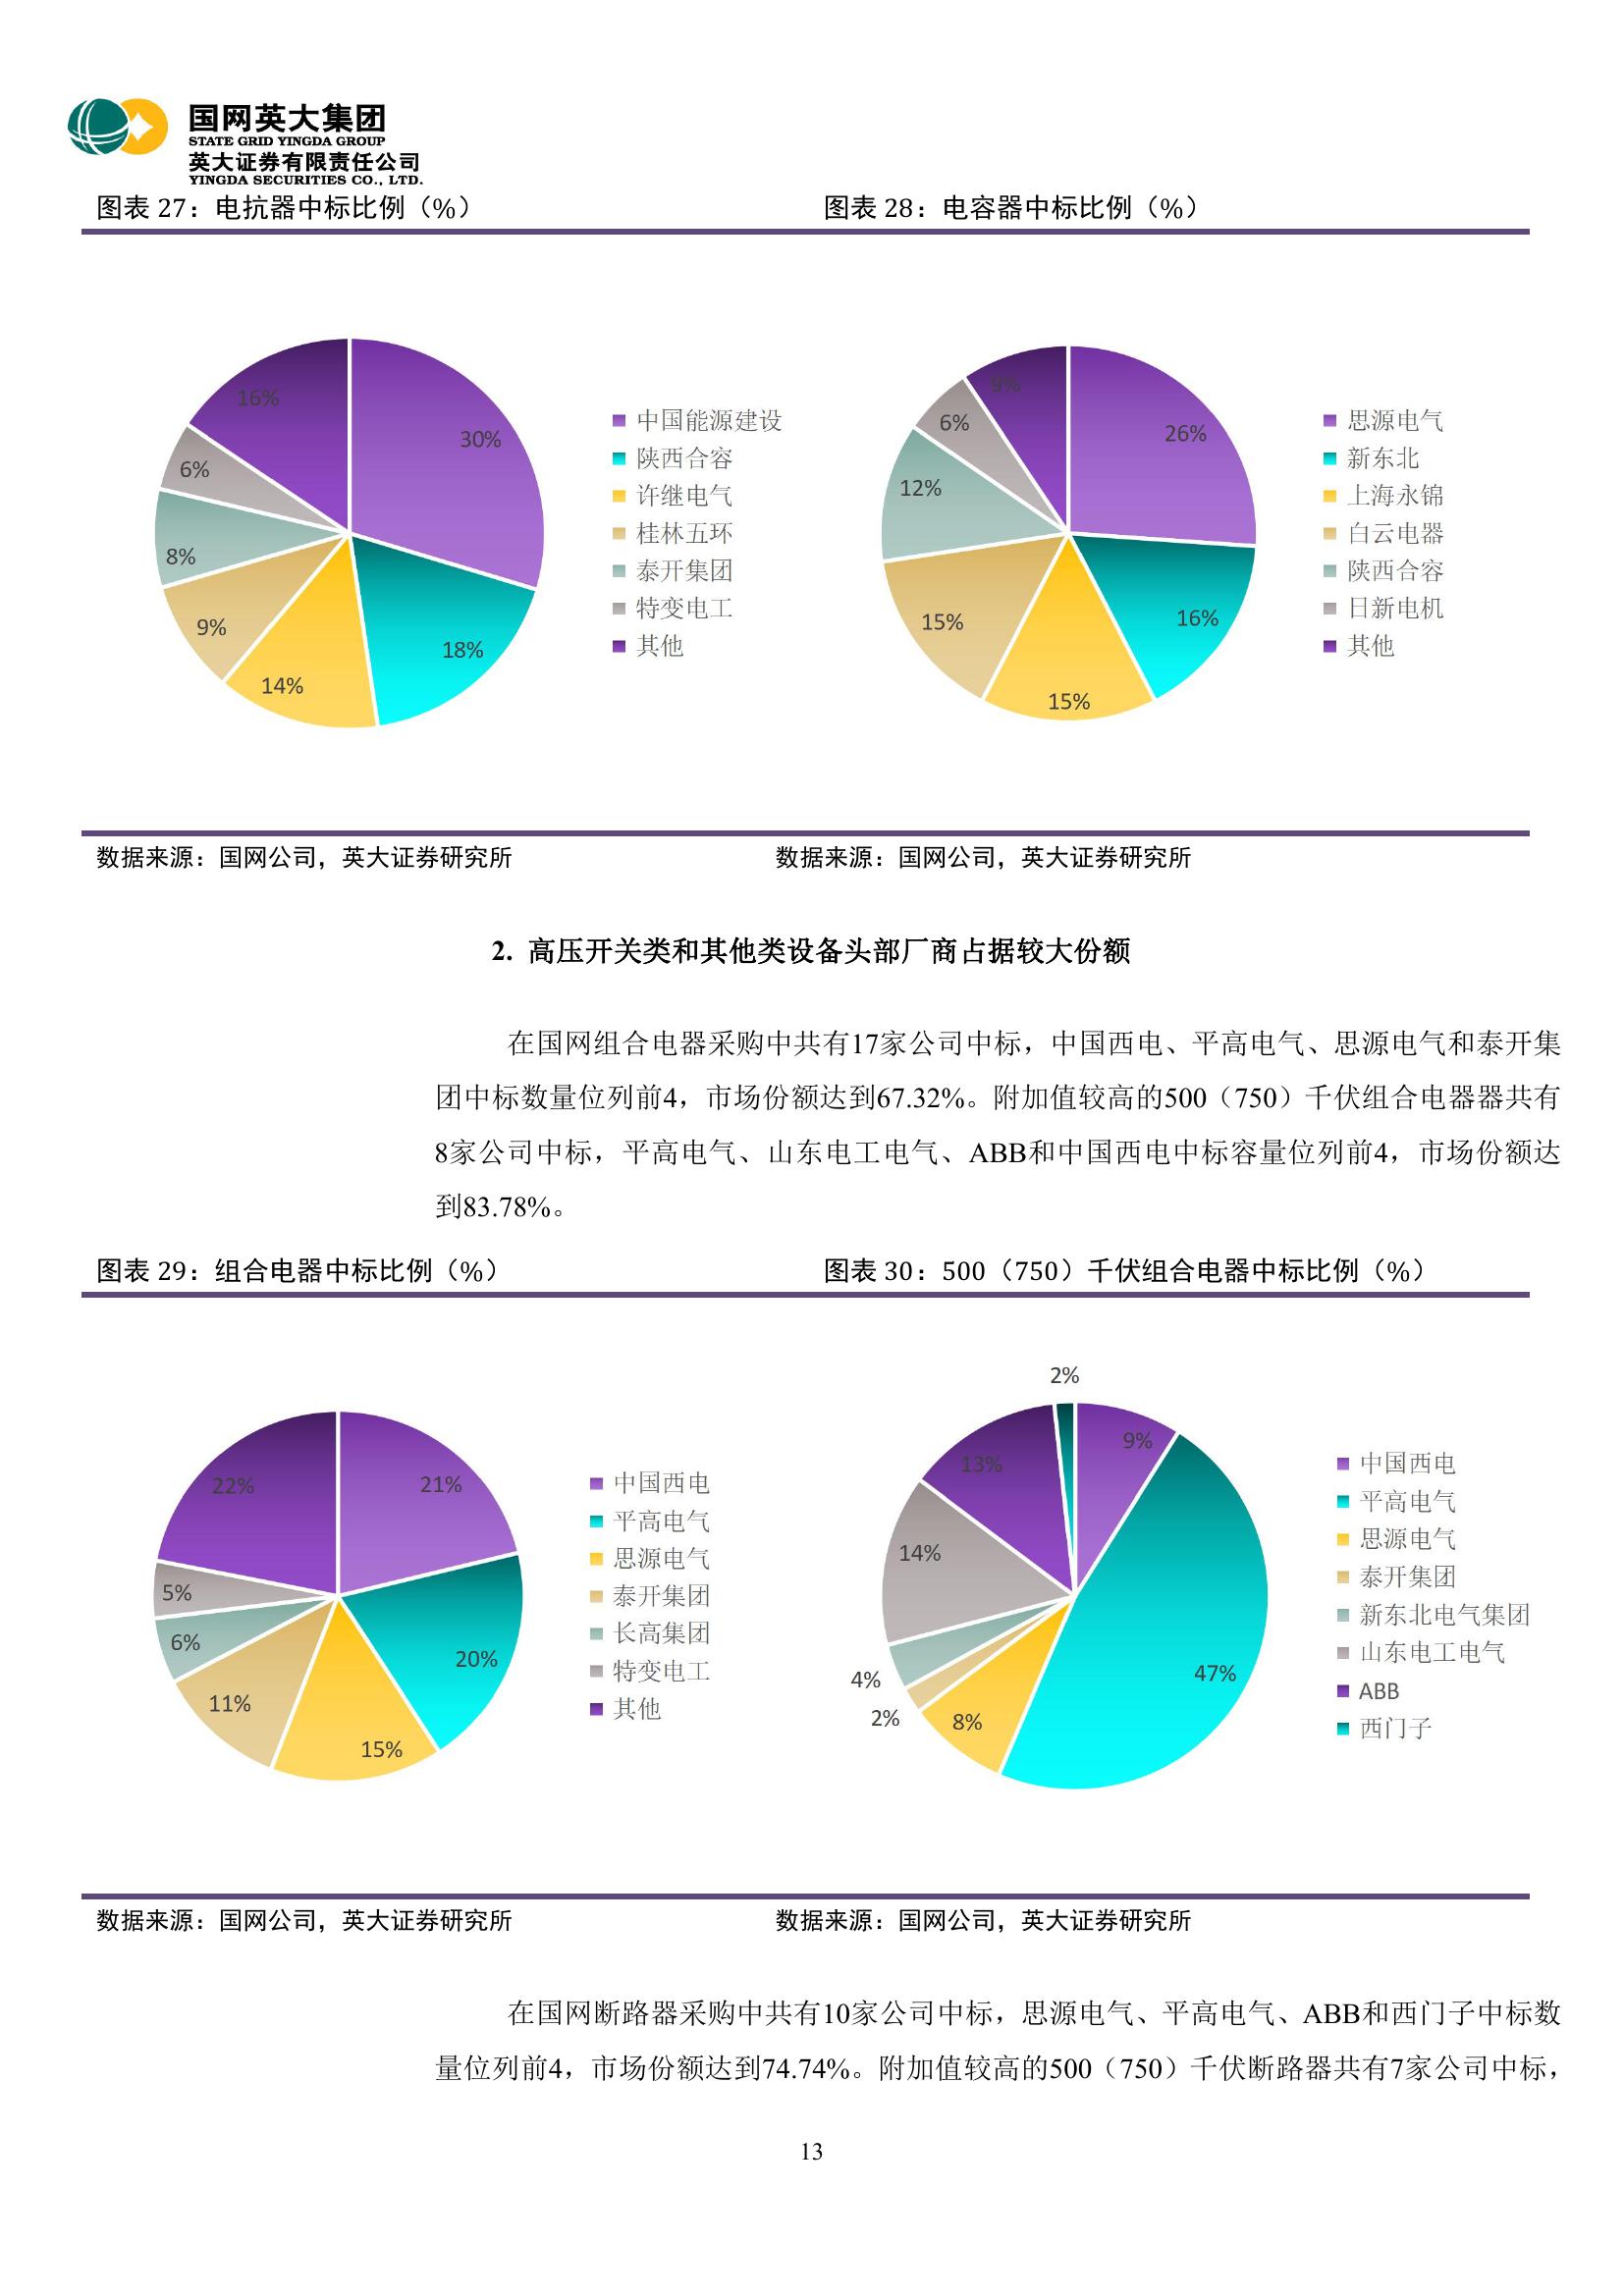 国网英大集团
STATE GRID YINGDA GROUP
英大证券有限责任公司
YINGDA SECURITIES CO., LTD.
图表 27：电抗器中标比例（%）
图表 28：电容器中标比例（%）
16%
30%
6%
8%
9%
14%
18%
中国能源建设
陕西合容
许继电气
桂林五环
泰开集团
特变电工
其他
9%
26%
6%
12%
15%
15%
16%
思源电气
新东北
上海永锦
白云电器
陕西合容
日新电机
其他
数据来源：国网公司，英大证券研究所
数据来源：国网公司，英大证券研究所
2. 高压开关类和其他类设备头部厂商占据较大份额
在国网组合电器采购中共有17家公司中标，中国西电、平高电气、思源电气和泰开集
团中标数量位列前4，市场份额达到67.32%。附加值较高的500（750）千伏组合电器器共有
8家公司中标，平高电气、山东电工电气、ABB和中国西电中标容量位列前4，市场份额达
到83.78%。
图表 29：组合电器中标比例（%）
图表 30：500（750）千伏组合电器中标比例（%）
22%
21%
5%
6%
11%
15%
20%
中国西电
平高电气
思源电气
泰开集团
长高集团
特变电工
其他
2%
9%
13%
14%
4%
2%
8%
47%
中国西电
平高电气
思源电气
泰开集团
新东北电气集团
山东电工电气
ABB
西门子
数据来源：国网公司，英大证券研究所
数据来源：国网公司，英大证券研究所
在国网断路器采购中共有10家公司中标，思源电气、平高电气、ABB和西门子中标数
量位列前4，市场份额达到74.74%。附加值较高的500（750）千伏断路器共有7家公司中标，
13